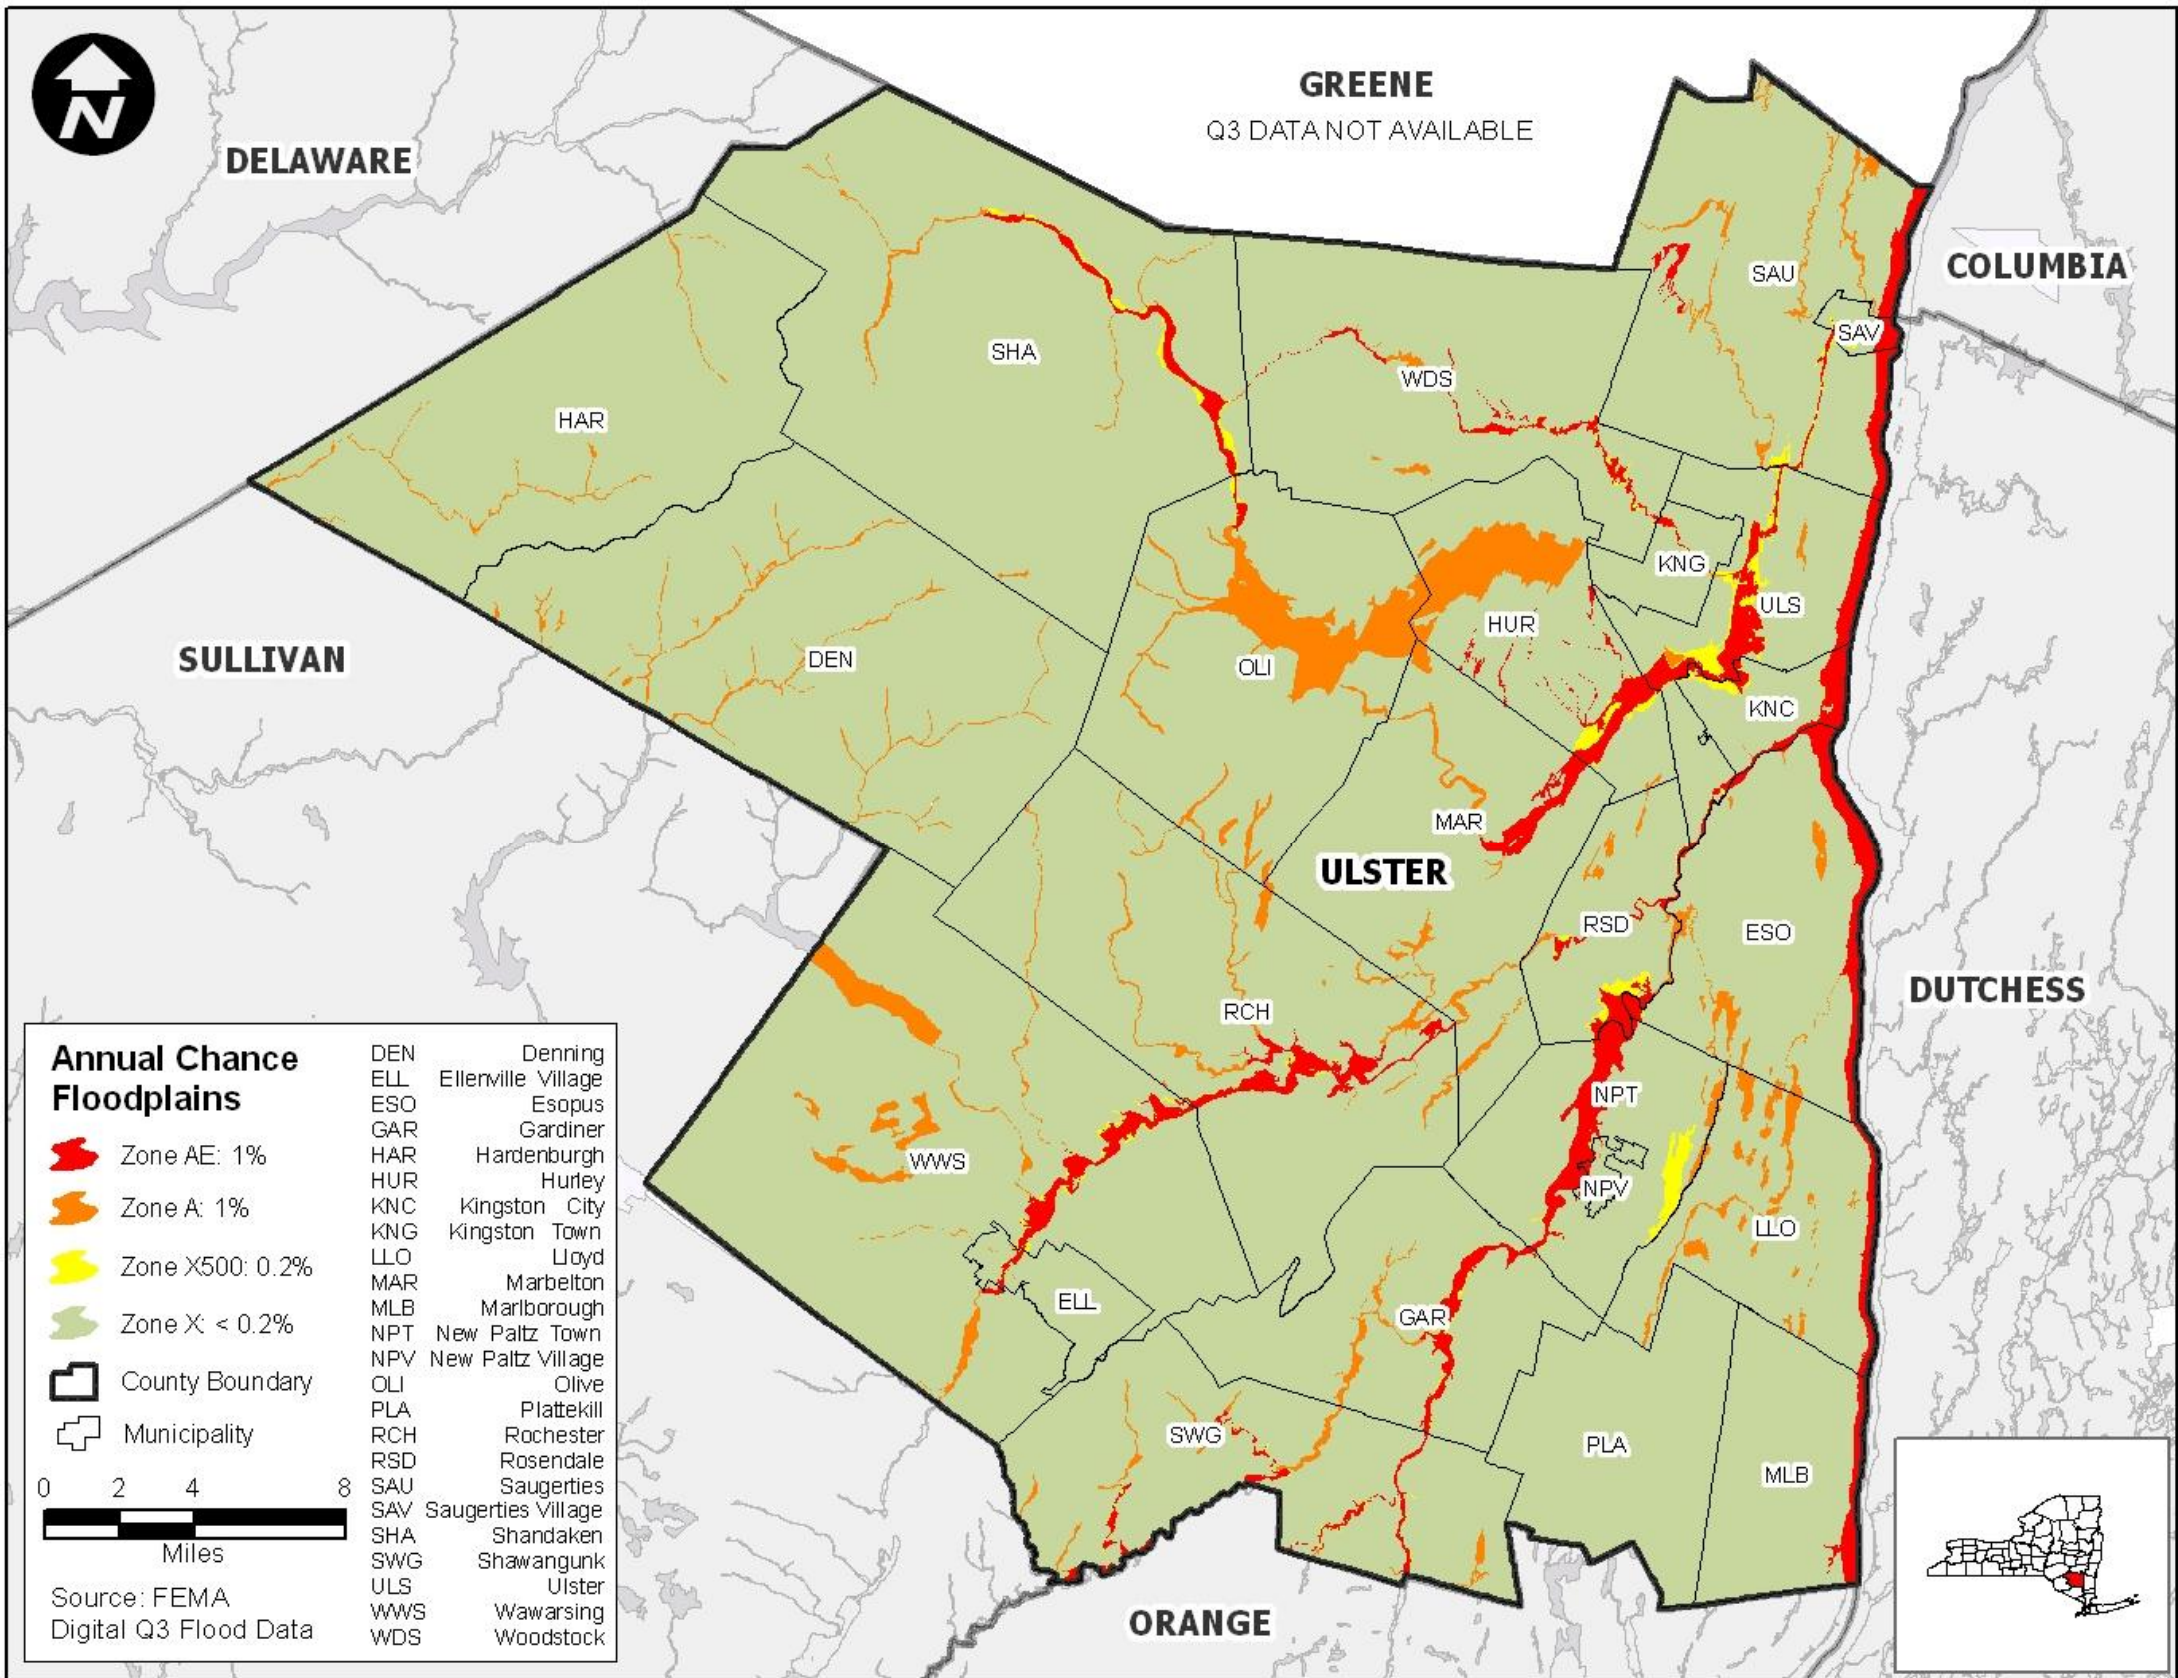 N
GREENE
Q3 DATA NOT AVAILABLE
DELAWARE
COLUMBIA
SAU
SAV
SHA
WDS
HAR
KNG
ULS
HUR
SULLIVAN
DEN
OLI
KNC
MAR
ULSTER
RSD
ESO
DUTCHESS
RCH
NPT
WWS
NPV
LLO
ELL
GAR
SWG
PLA
MLB
ORANGE
Annual Chance
Floodplains
Zone AE: 1%
Zone A: 1%
Zone X500: 0.2%
Zone X: < 0.2%
County Boundary
Municipality
0 2 4 8
Miles
Source: FEMA
Digital Q3 Flood Data
DEN Denning
ELL Ellenville Village
ESO Esopus
GAR Gardiner
HAR Hardenburgh
HUR Hurley
KNC Kingston City
KNG Kingston Town
LLO Lloyd
MAR Marbelton
MLB Marlborough
NPT New Paltz Town
NPV New Paltz Village
OLI Olive
PLA Plattekill
RCH Rochester
RSD Rosendale
SAU Saugerties
SAV Saugerties Village
SHA Shandaken
SWG Shawangunk
ULS Ulster
WWS Wawarsing
WDS Woodstock